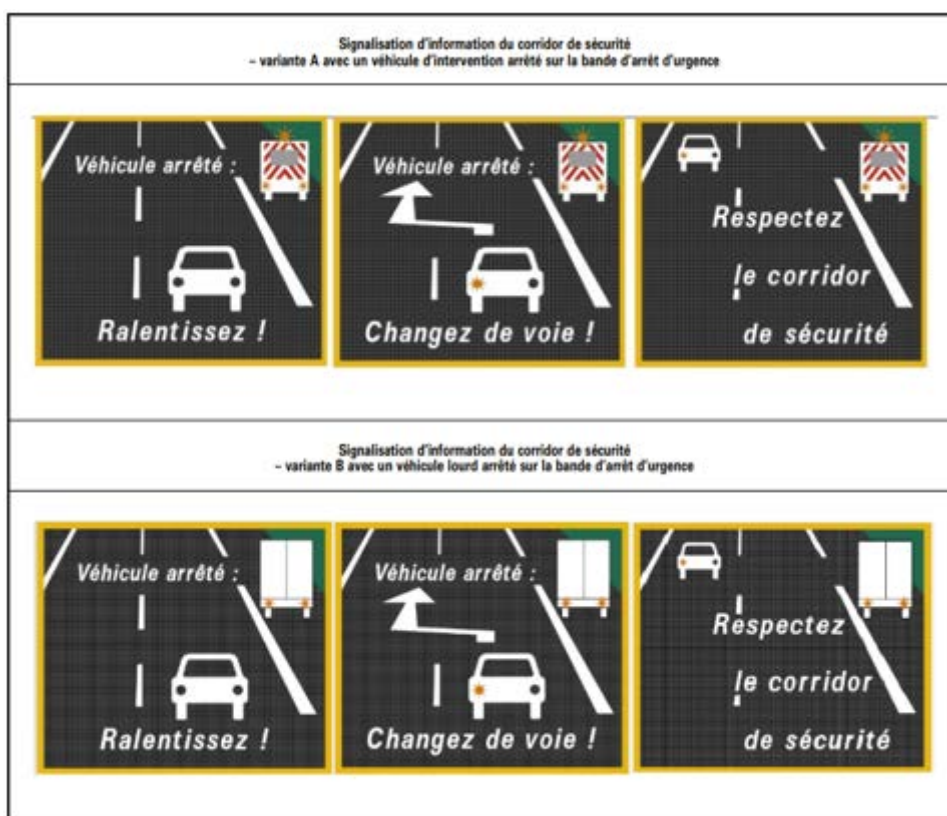 Signalisation d'information du corridor de sécurité
– variante A avec un véhicule d'intervention arrêté sur la bande d'arrêt d'urgence
Véhicule arrêté :
Ralentissez !
Véhicule arrêté :
Changez de voie !
Respectez
le corridor
de sécurité
Signalisation d'information du corridor de sécurité
– variante B avec un véhicule lourd arrêté sur la bande d'arrêt d'urgence
Véhicule arrêté :
Ralentissez !
Véhicule arrêté :
Changez de voie !
Respectez
le corridor
de sécurité